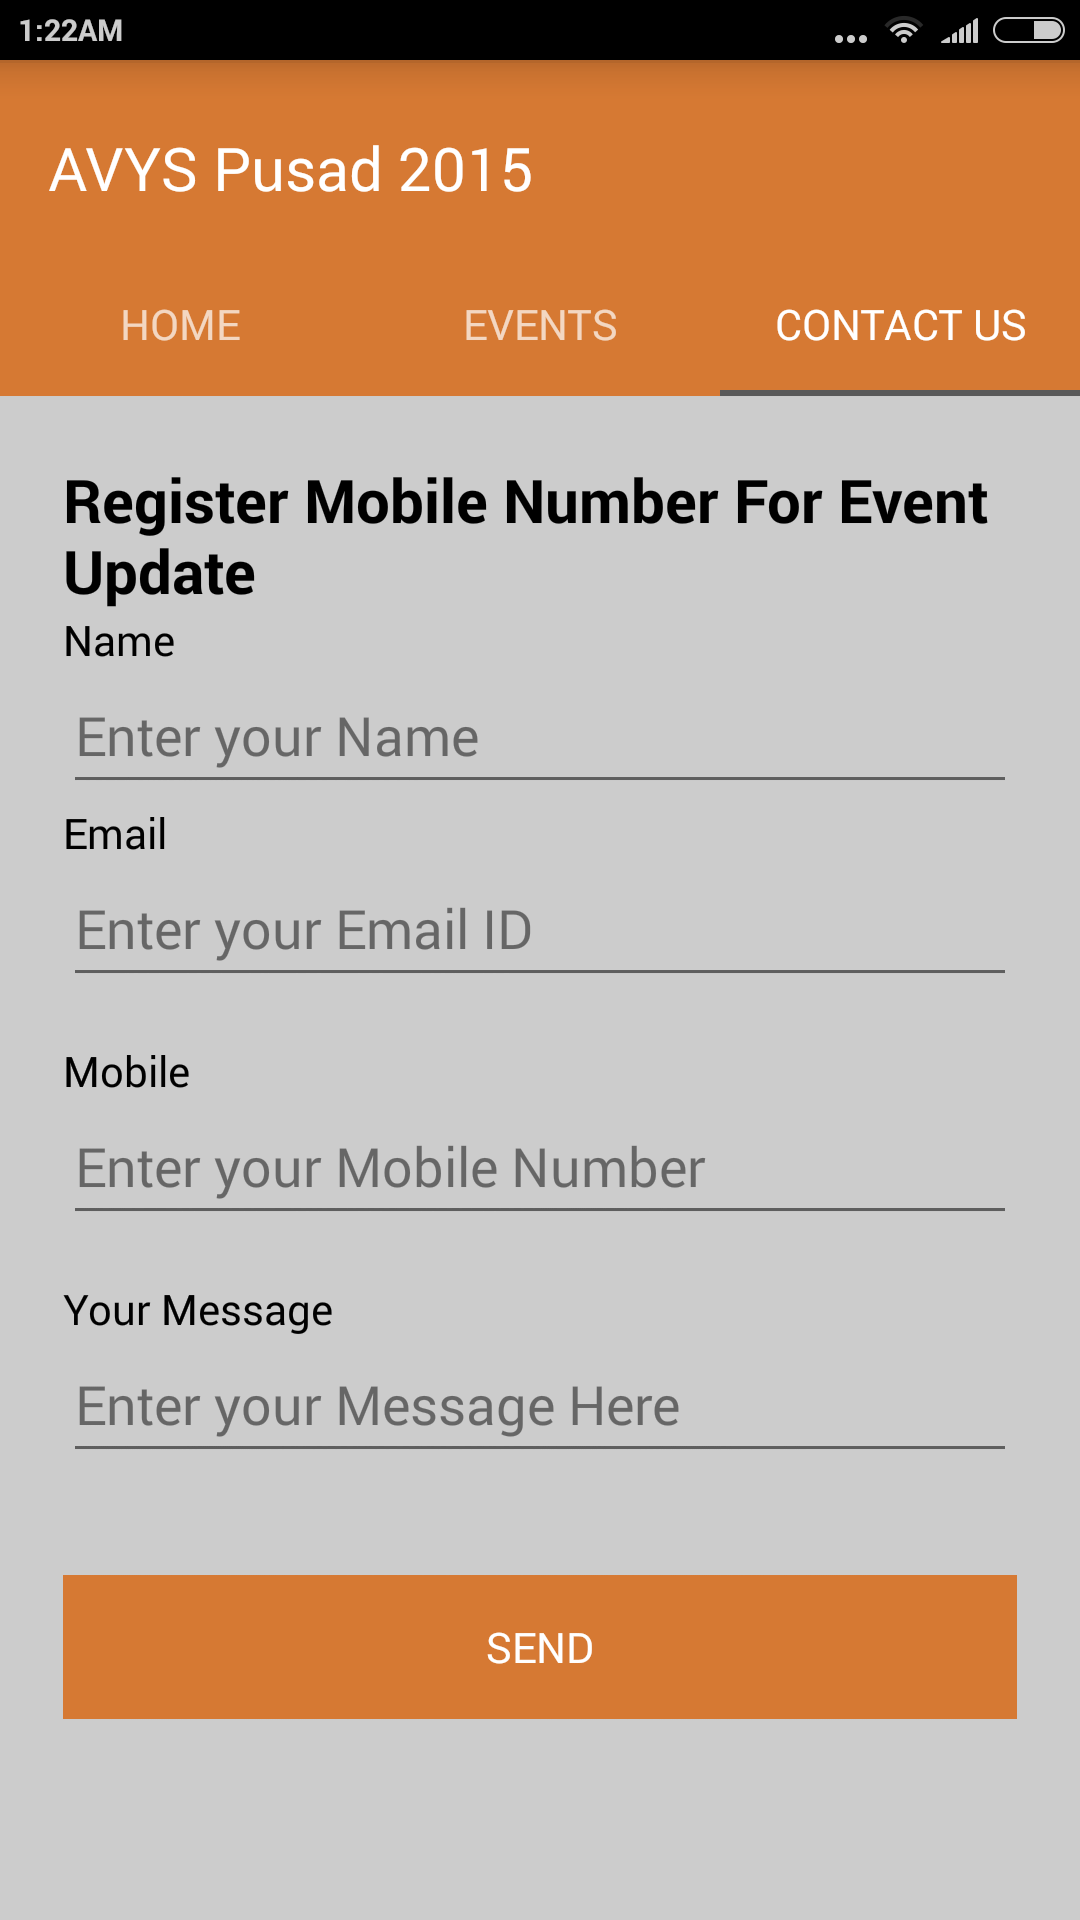 1:22AM
AVYS Pusad 2015
HOME EVENTS CONTACT US
Register Mobile Number For Event
Update
Name
Enter your Name
Email
Enter your Email ID
Mobile
Enter your Mobile Number
Your Message
Enter your Message Here
SEND